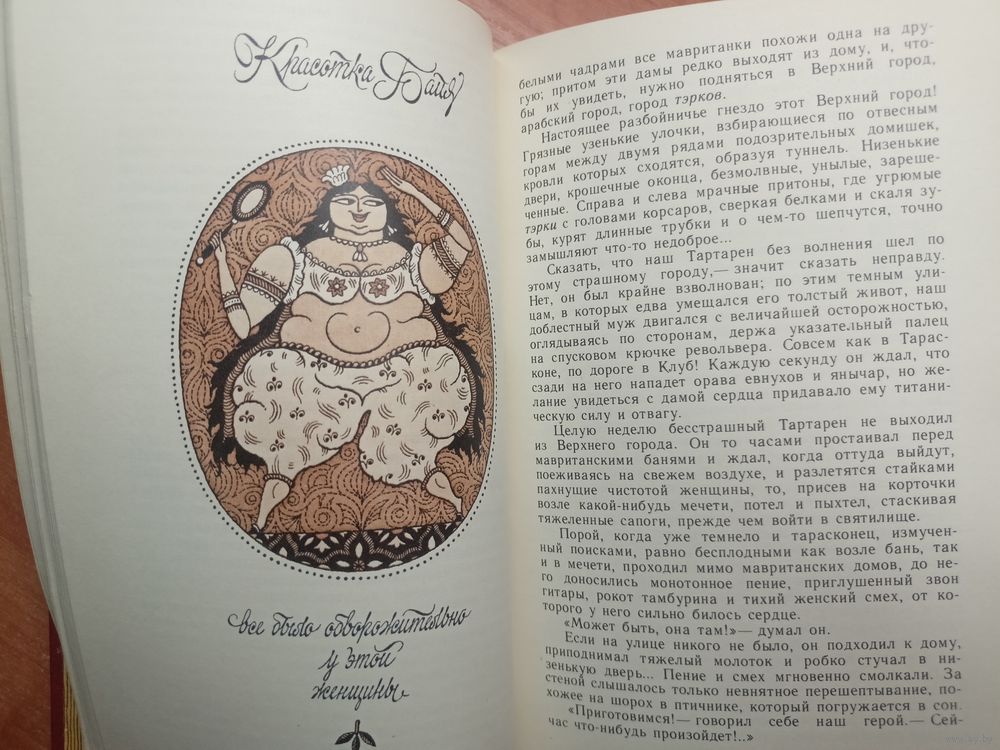 Красотка Байя
все было обворожительно
у этой
женщины
белыми чадрами все мавританки похожи одна на дру-
гую; притом эти дамы редко выходят из дому, и, что-
бы их увидеть, нужно подняться в Верхний город,
арабский город, город тэрков.
Настоящее разбойничье гнездо этот Верхний город!
Грязные узенькие улочки, взбирающиеся по отвесным
горам между двумя рядами подозрительных домишек,
кровли которых сходятся, образуя туннель. Низенькие
двери, крошечные оконца, безмолвные, унылые, зареше-
ченные. Справа и слева мрачные притоны, где угрюмые
тэрки с головами корсаров, сверкая белками и скаля зу-
бы, курят длинные трубки и о чем-то шепчутся, точно
замышляют что-то недоброе...
Сказать, что наш Тартарен без волнения шел по
этому страшному городу,— значит сказать неправду.
Нет, он был крайне взволнован; по этим темным ули-
цам, в которых едва умещался его толстый живот, наш
доблестный муж двигался с величайшей осторожностью,
оглядываясь по сторонам, держа указательный палец
на спусковом крючке револьвера. Совсем как в Тарас-
коне, по дороге в Клуб! Каждую секунду он ждал, что
сзади на него нападет орава евнухов и янычар, но же-
лание увидеться с дамой сердца придавало ему титани-
ческую силу и отвагу.
Целую неделю бесстрашный Тартарен не выходил
из Верхнего города. Он то часами простаивал перед
мавританскими банями и ждал, когда оттуда выйдут,
поеживаясь на свежем воздухе, и разлетятся стайками
пахнущие чистотой женщины, то, присев на корточки
возле какой-нибудь мечети, потел и пыхтел, стаскивая
тяжеленные сапоги, прежде чем войти в святилище.
Порой, когда уже темнело и тарасконец, измучен-
ный поисками, равно бесплодными как возле бань, так
и в мечети, проходил мимо мавританских домов, до не-
го доносились монотонное пение, приглушенный звон
гитары, рокот тамбурина и тихий женский смех, от ко-
торого у него сильно билось сердце.
«Может быть, она там!»— думал он.
Если на улице никого не было, он подходил к дому,
приподнимал тяжелый молоток и робко стучал в ни-
зенькую дверь... Пение и смех мгновенно смолкали. За
стеной слышалось только невнятное перешептывание, по-
хожее на шорох в птичнике, который погружается в сон.
«Приготовимся!— говорил себе наш герой.— Сей-
час что-нибудь произойдет!..»